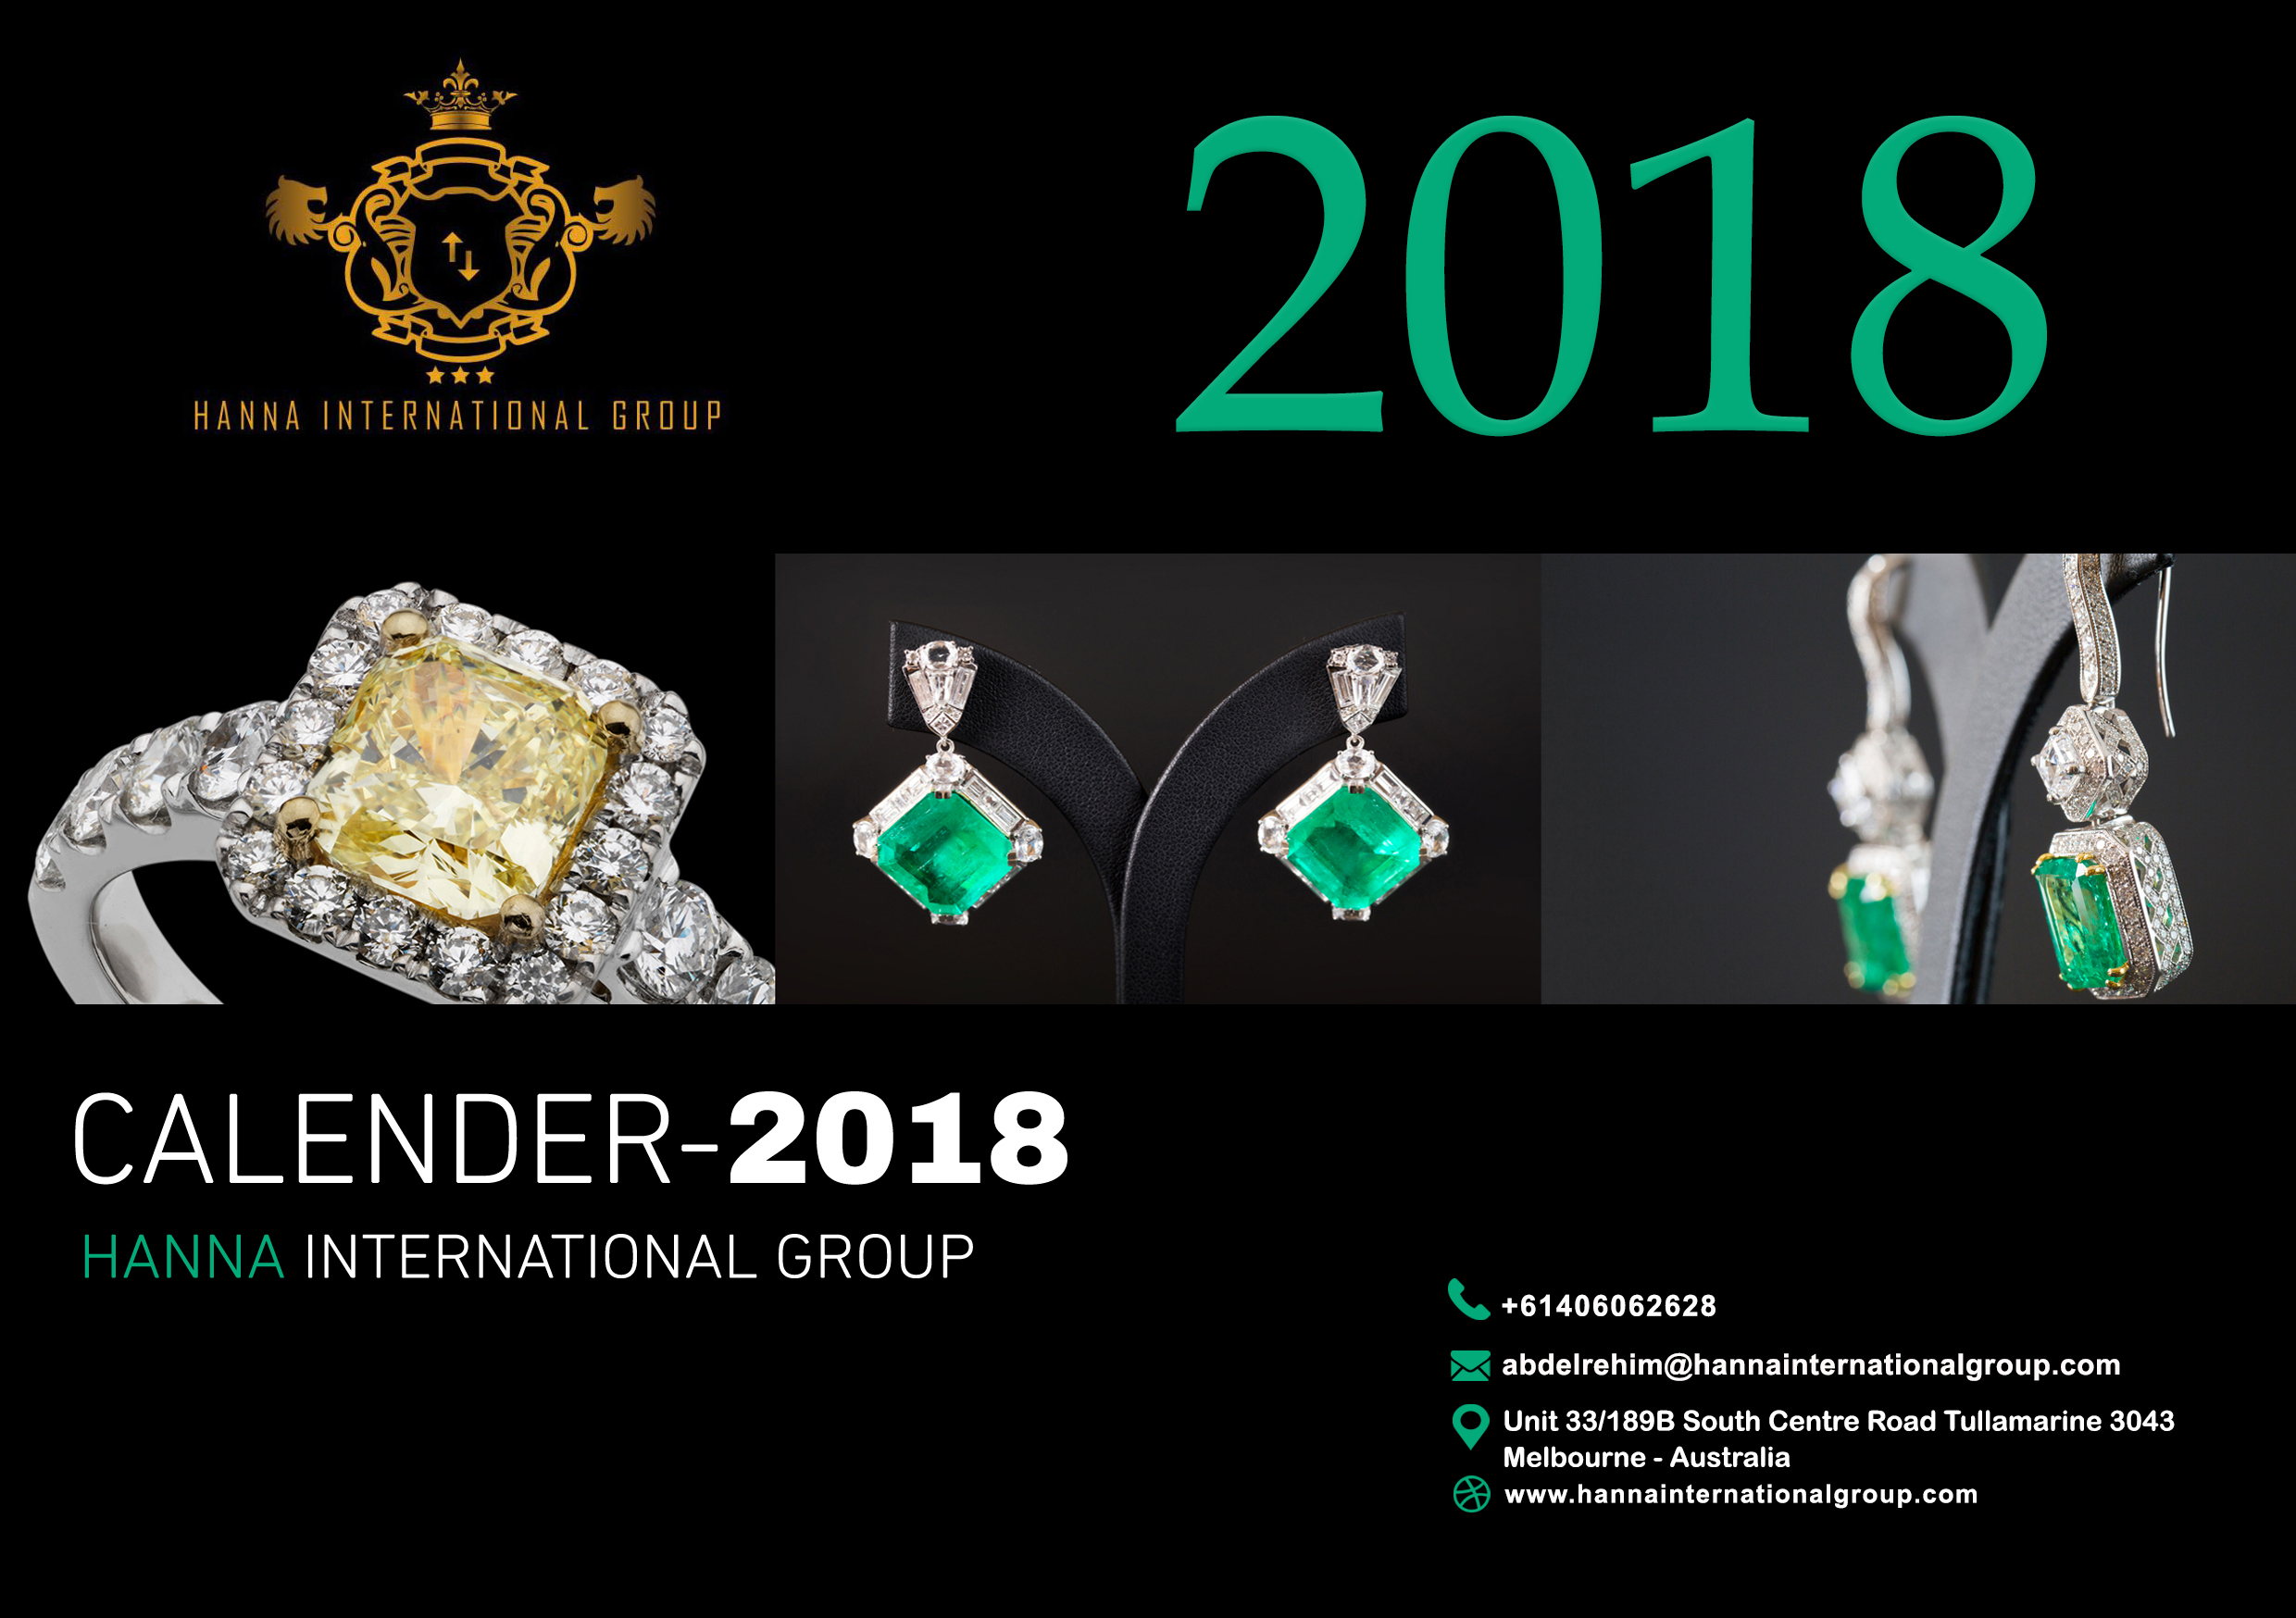 HANNA INTERNATIONAL GROUP
2018
CALENDER-2018
HANNA INTERNATIONAL GROUP
+61406062628
abdelrehim@hannainternationalgroup.com
Unit 33/189B South Centre Road Tullamarine 3043
Melbourne - Australia
www.hannainternationalgroup.com